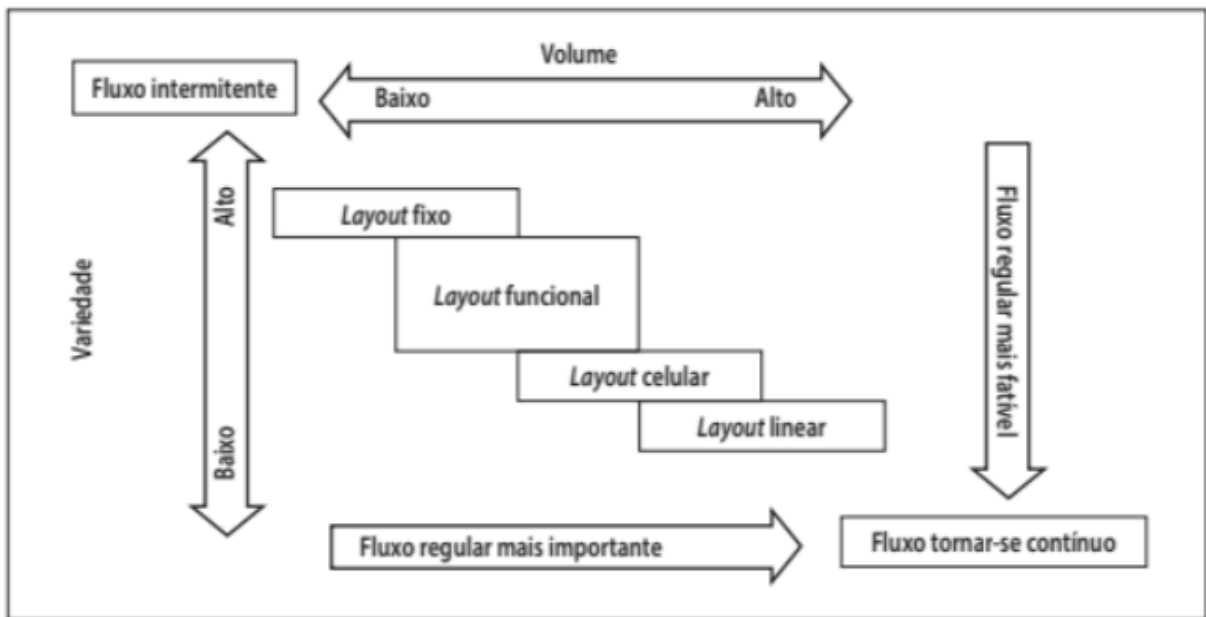 Volume
Fluxo intermitente
Baixo
Alto
Alto
Layout fixo
Fluxo regular mais fatível
Layout funcional
Variedade
Layout celular
Layout linear
Baixo
Fluxo regular mais importante
Fluxo tornar-se contínuo